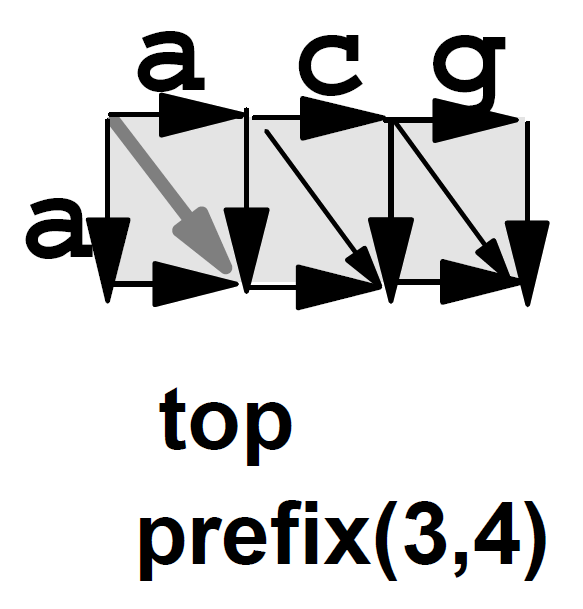 a c g
a
top
prefix(3,4)